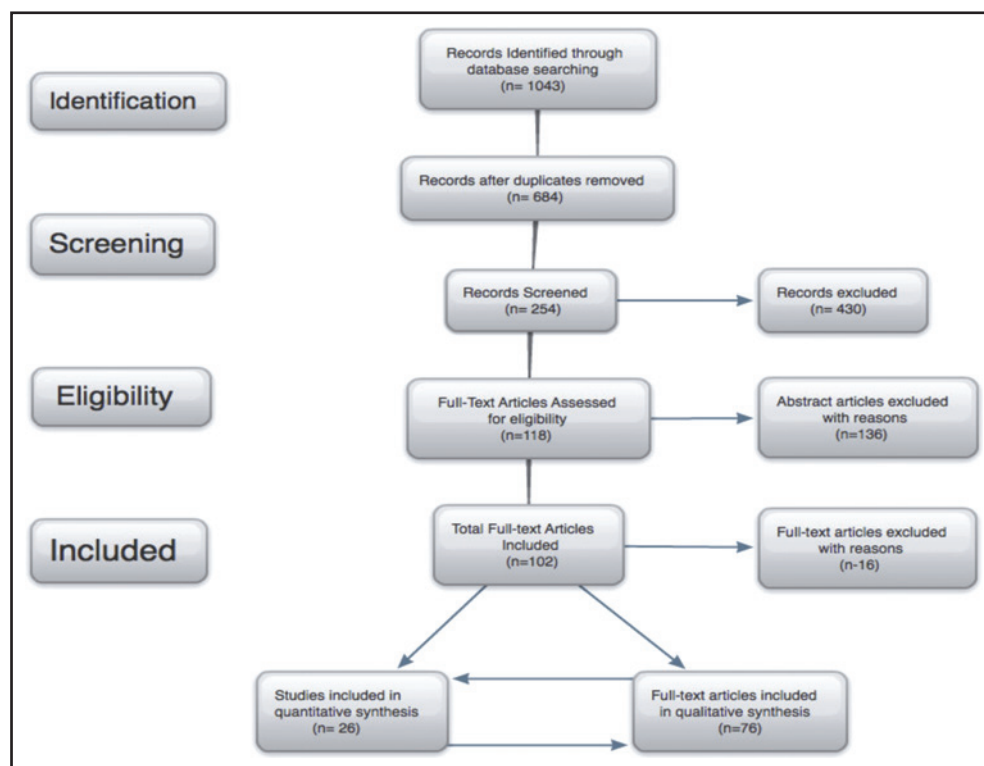 Identification
Records Identified through
database searching
(n= 1043)
Records after duplicates removed
(n= 684)
Screening
Records Screened
(n= 254)
Records excluded
(n= 430)
Eligibility
Full-Text Articles Assessed
for eligibility
(n=118)
Abstract articles excluded
with reasons
(n=136)
Included
Total Full-text Articles
Included
(n=102)
Full-text articles excluded
with reasons
(n-16)
Studies included in
quantitative synthesis
(n= 26)
Full-text articles included
in qualitative synthesis
(n=76)